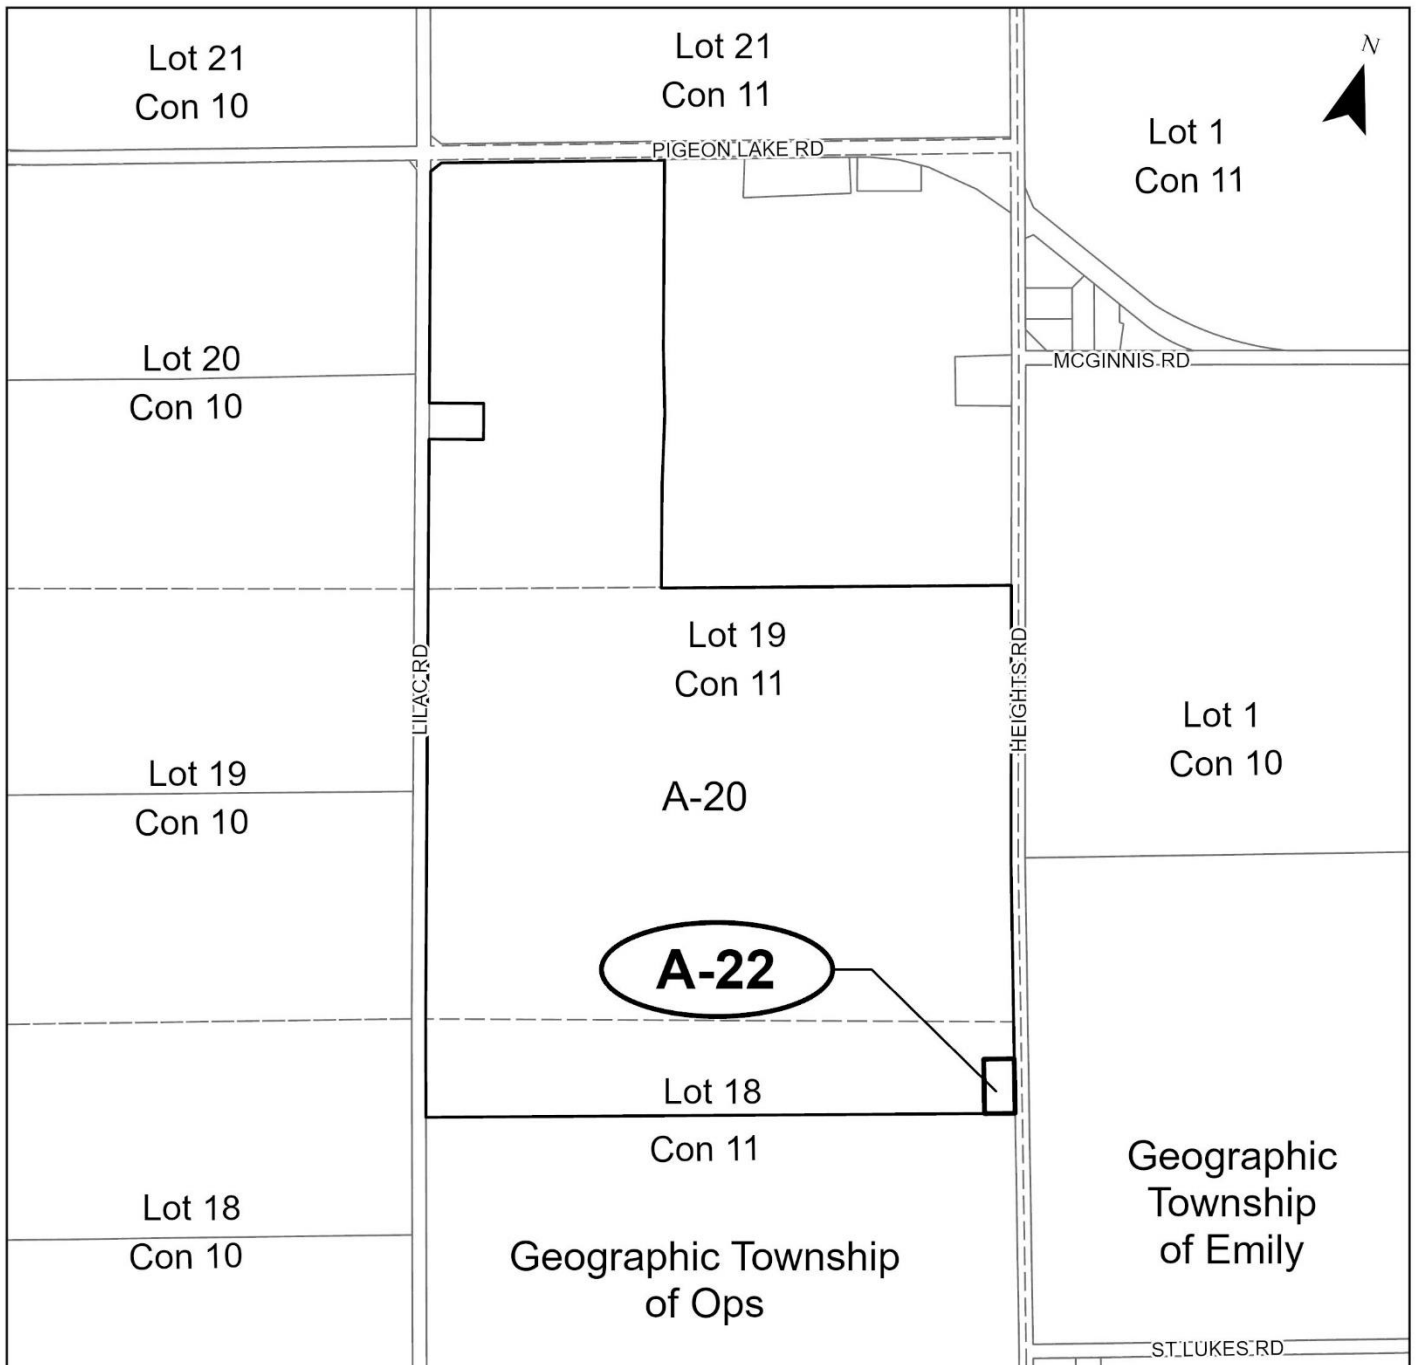 Lot 21
Con 10
Lot 21
Con 11
N
Lot 1
Con 11
PIGEON LAKE RD
Lot 20
Con 10
MCGINNIS RD
Lot 19
Con 11
LILAC RD
HEIGHTS RD
Lot 1
Con 10
Lot 19
Con 10
A-20
A-22
Lot 18
Con 11
Lot 18
Con 10
Geographic Township
of Ops
Geographic
Township
of Emily
ST LUKES RD